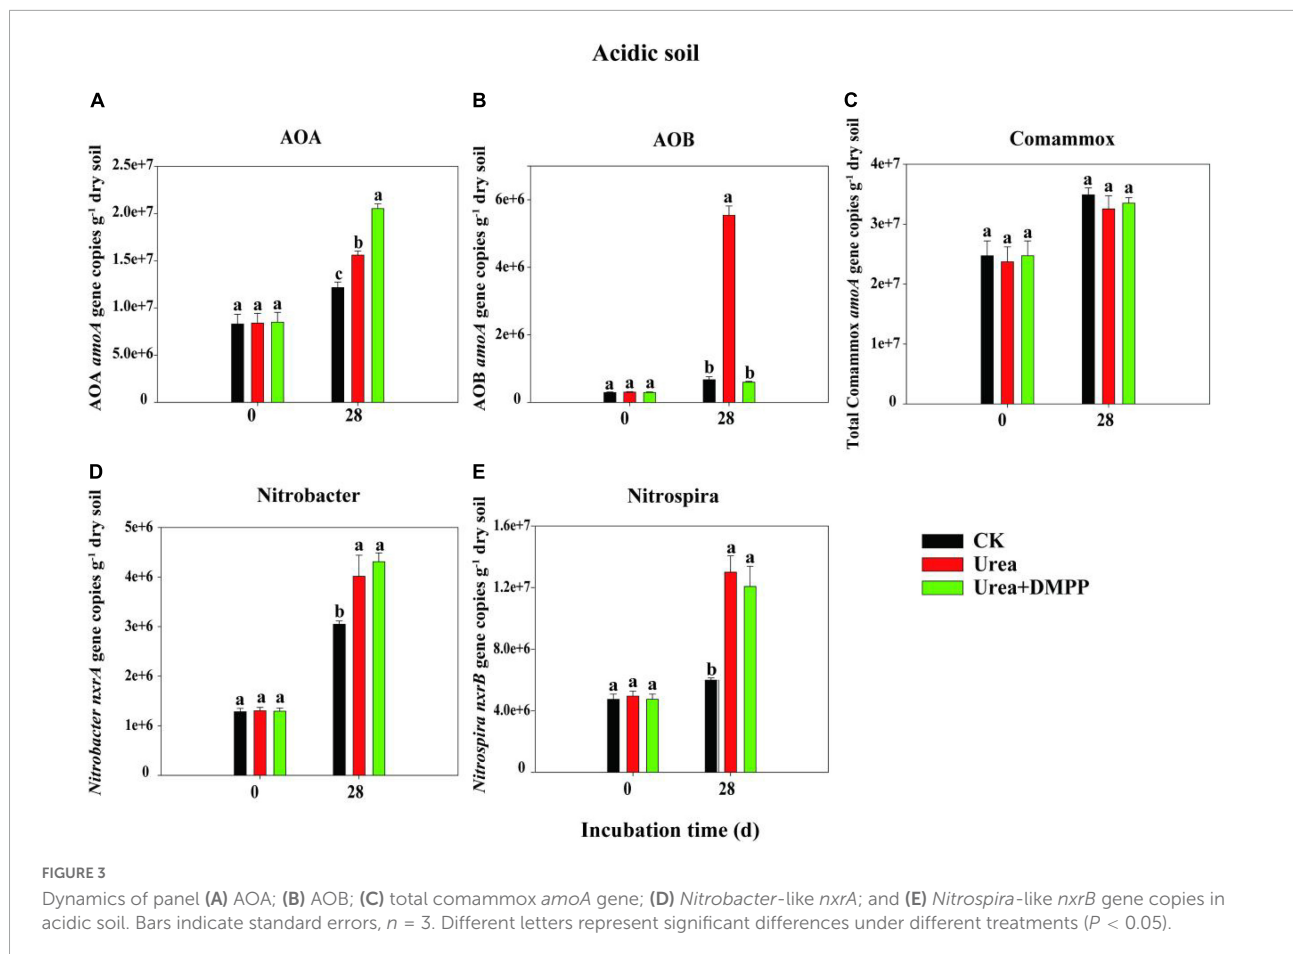 Acidic soil
A
AOA
AOA amoA gene copies g-1 dry soil
2.5e+7
2.0e+7
1.5e+7
1.0e+7
5.0e+6
0
a a a
c b a
0 28
B
AOB
AOB amoA gene copies g-1 dry soil
6e+6
4e+6
2e+6
0
a a a
b a b
0 28
C
Comammox
Total Comammox amoA gene copies g-1 dry soil
4e+7
3e+7
2e+7
1e+7
0
a a a
a a a
0 28
D
Nitrobacter
Nitrobacter nxrA gene copies g-1 dry soil
5e+6
4e+6
3e+6
2e+6
1e+6
0
a a a
b a a
0 28
E
Nitrospira
Nitrospira nxrB gene copies g-1 dry soil
1.6e+7
1.2e+7
8.0e+6
4.0e+6
0
a a a
b a a
0 28
CK
Urea
Urea+DMPP
Incubation time (d)
FIGURE 3
Dynamics of panel (A) AOA; (B) AOB; (C) total comammox amoA gene; (D) Nitrobacter-like nxrA; and (E) Nitrospira-like nxrB gene copies in
acidic soil. Bars indicate standard errors, n = 3. Different letters represent significant differences under different treatments (P < 0.05).